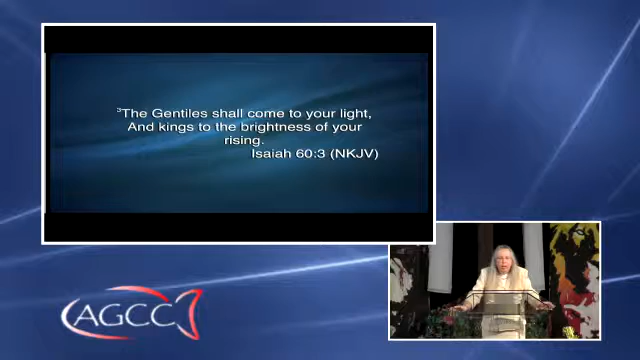 ³The Gentiles shall come to your light,
And kings to the brightness of your
rising.
Isaiah 60:3 (NKJV)
AGCC